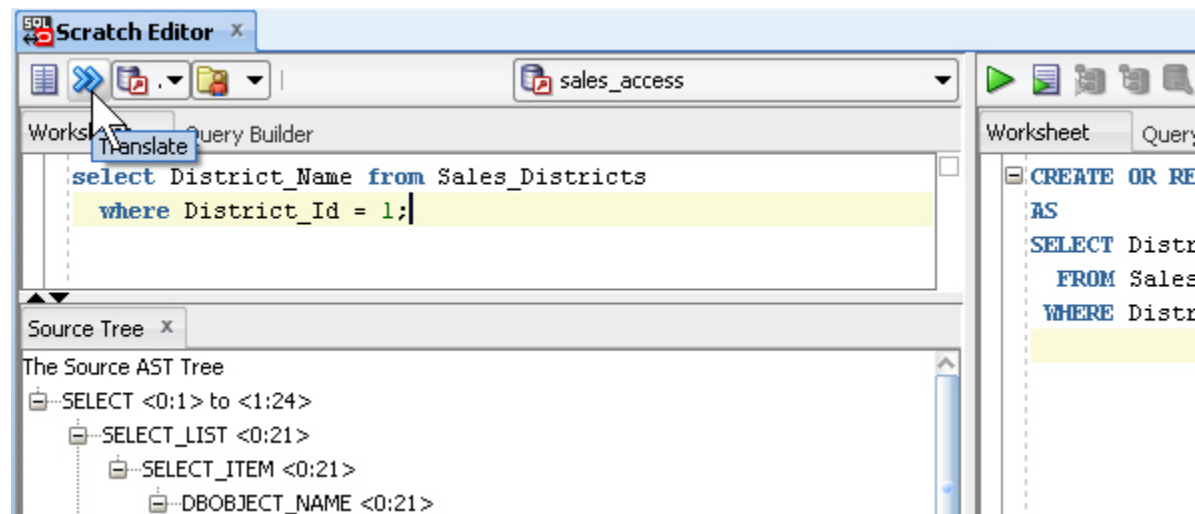 SQL
Scratch Editor x
sales_access
Worksheet Query
Query Builder
Translate
select District_Name from Sales_Districts
where District_Id = 1;
CREATE OR RE
AS
SELECT Distr
FROM Sales
WHERE Distr
Source Tree x
The Source AST Tree
SELECT <0:1> to <1:24>
SELECT_LIST <0:21>
SELECT_ITEM <0:21>
DBOBJECT_NAME <0:21>